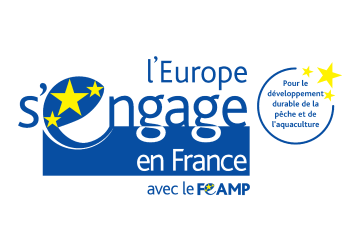 l'Europe
s'engage
en France
avec le FEAMP
Pour le
développement
durable de la
pêche et de
l'aquaculture